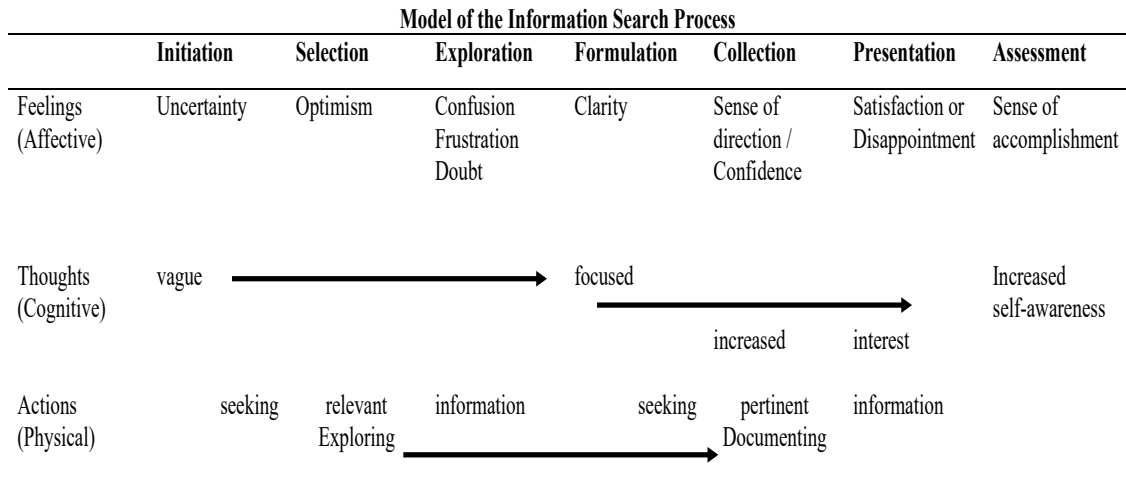 Model of the Information Search Process
Initiation Selection Exploration Formulation Collection Presentation Assessment
Feelings Uncertainty Optimism Confusion Clarity Sense of Satisfaction or Sense of
(Affective) Frustration direction / Disappointment accomplishment
Doubt Confidence
Thoughts vague focused Increased
(Cognitive) self-awareness
increased interest
Actions seeking relevant information seeking pertinent information
(Physical) Exploring Documenting